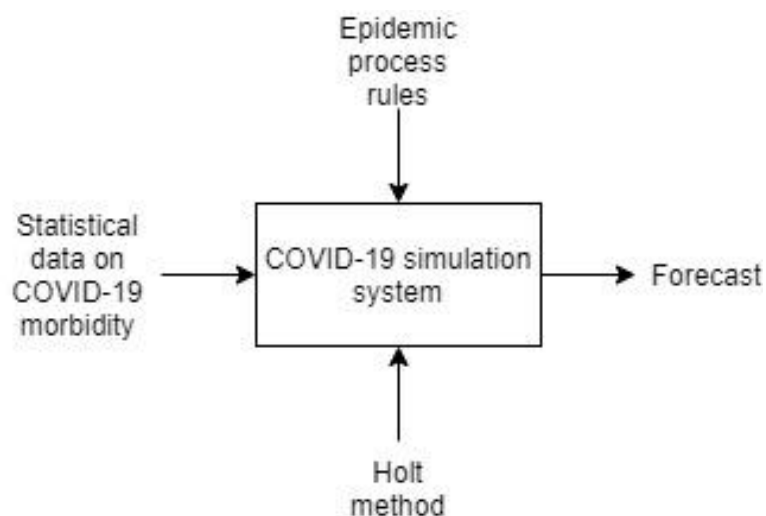 Epidemic
process
rules
Statistical
data on
COVID-19
morbidity
COVID-19 simulation
system
Forecast
Holt
method